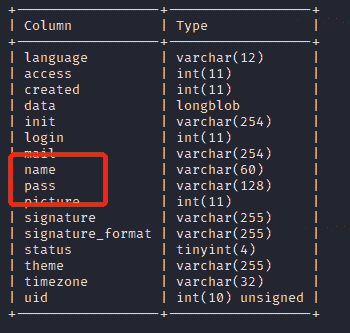 +------------------+------------------+
| Column | Type |
+------------------+------------------+
| language | varchar(12) |
| access | int(11) |
| created | int(11) |
| data | longblob |
| init | varchar(254) |
| login | int(11) |
| mail | varchar(254) |
| name | varchar(60) |
| pass | varchar(128) |
| picture | int(11) |
| signature | varchar(255) |
| signature_format | varchar(255) |
| status | tinyint(4) |
| theme | varchar(255) |
| timezone | varchar(32) |
| uid | int(10) unsigned |
+------------------+------------------+